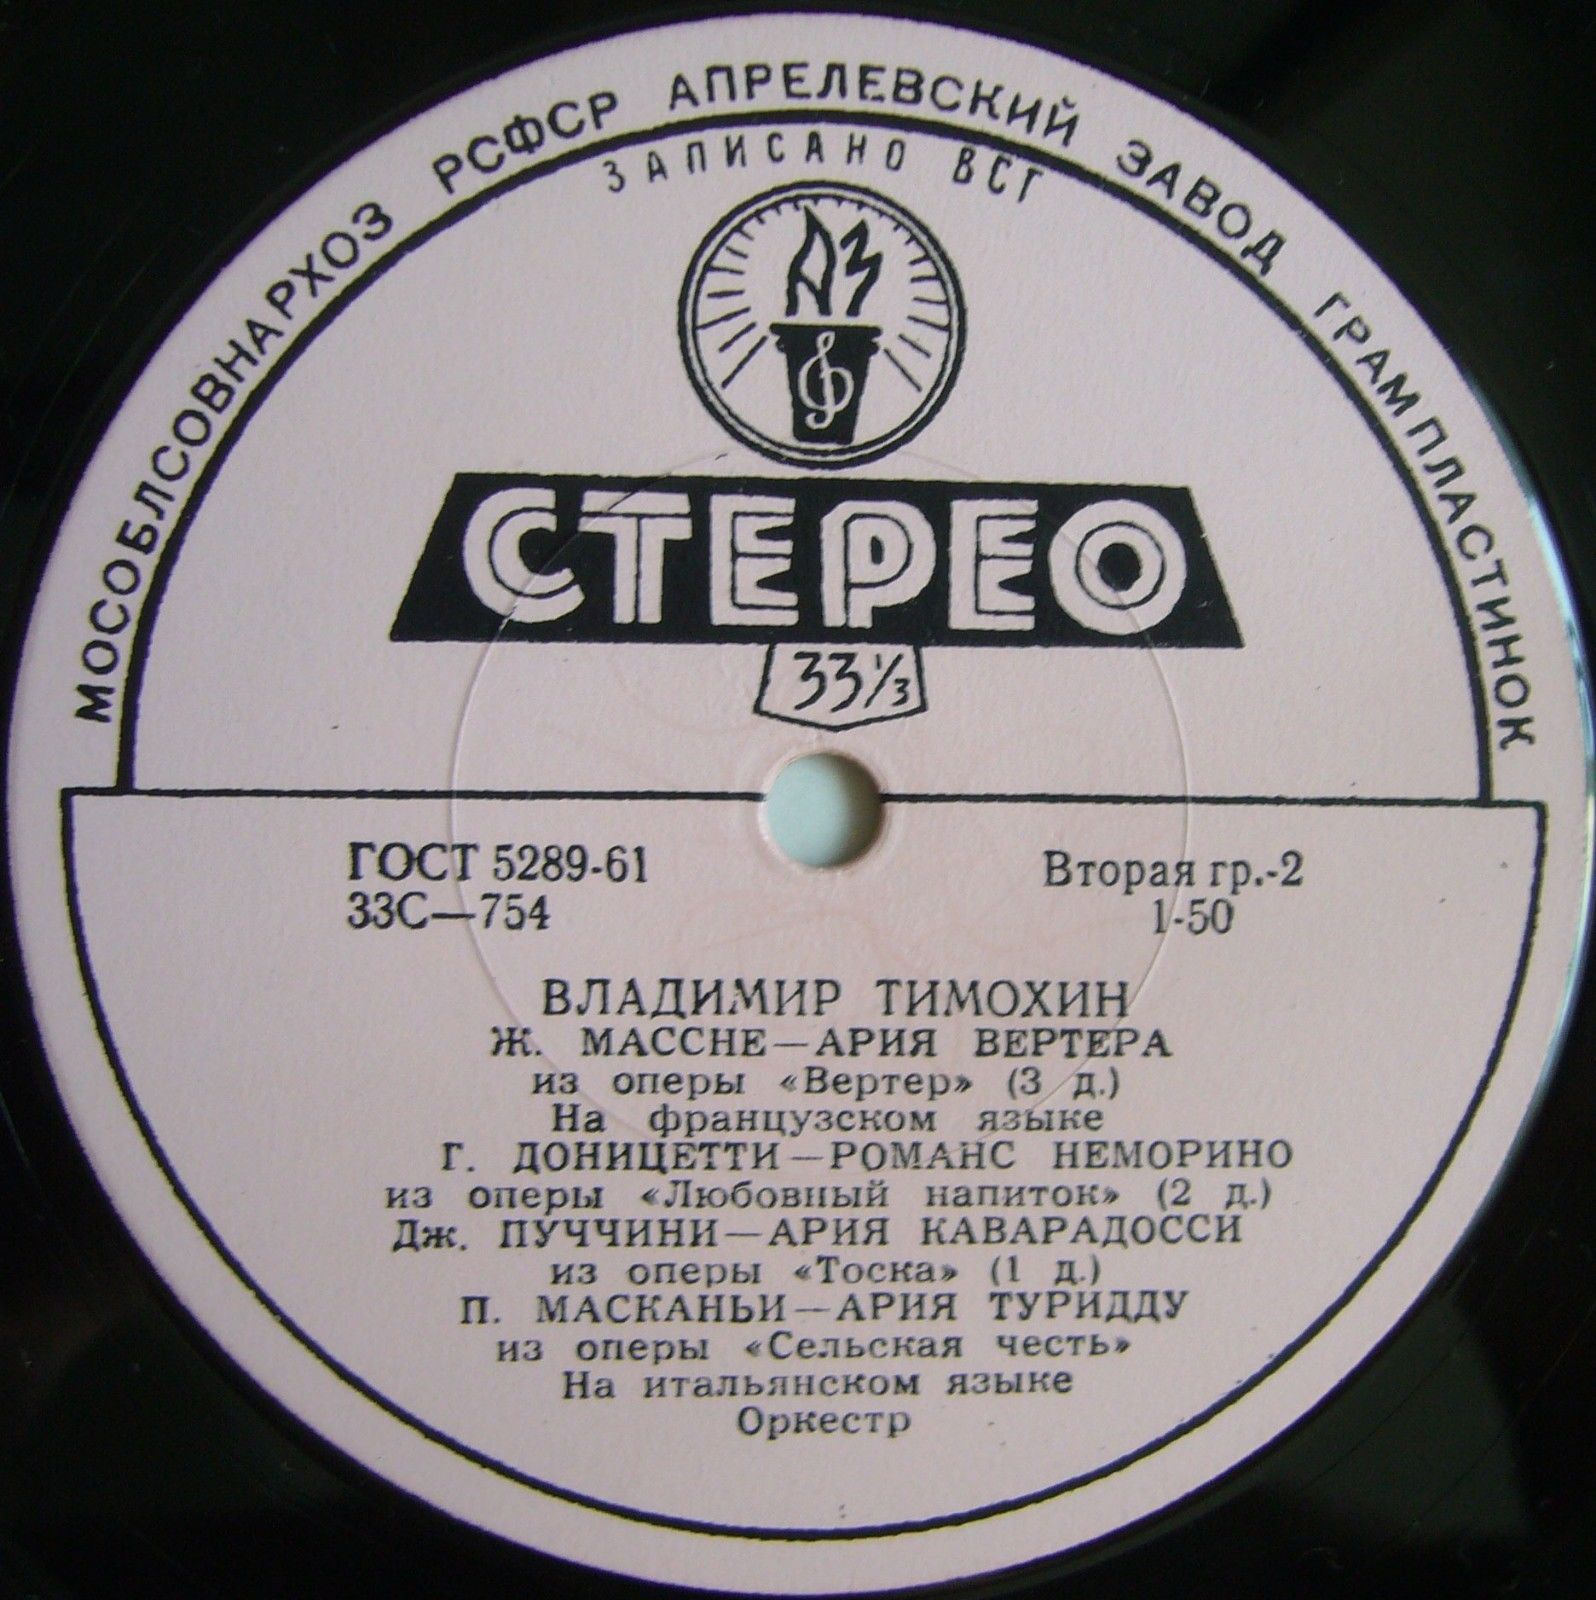 МОСОБЛСОВНАРХОЗ РСФСР АПРЕЛЕВСКИЙ ЗАВОД ГРАМПЛАСТИНОК
ЗАПИСАНО ВСГ
АЗ
СТЕРЕО
33⅓
ГОСТ 5289-61
33С—754
Вторая гр.-2
1-50
ВЛАДИМИР ТИМОХИН
Ж. МАССНЕ—АРИЯ ВЕРТЕРА
из оперы «Вертер» (3 д.)
На французском языке
Г. ДОНИЦЕТТИ—РОМАНС НЕМОРИНО
из оперы «Любовный напиток» (2 д.)
Дж. ПУЧЧИНИ—АРИЯ КАВАРАДОССИ
из оперы «Тоска» (1 д.)
П. МАСКАНЬИ—АРИЯ ТУРИДДУ
из оперы «Сельская честь»
На итальянском языке
Оркестр